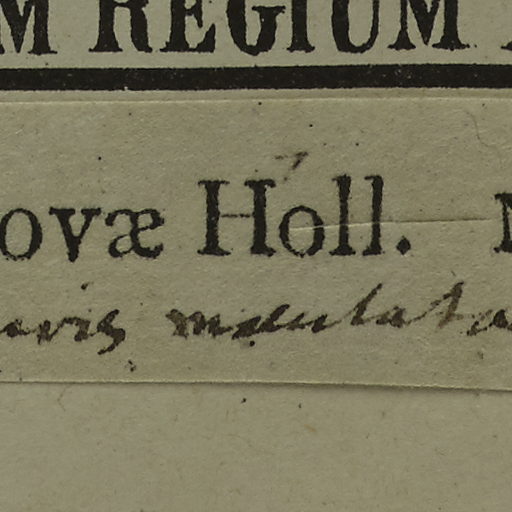 M REGIUM
ovæ Holl.
maculata